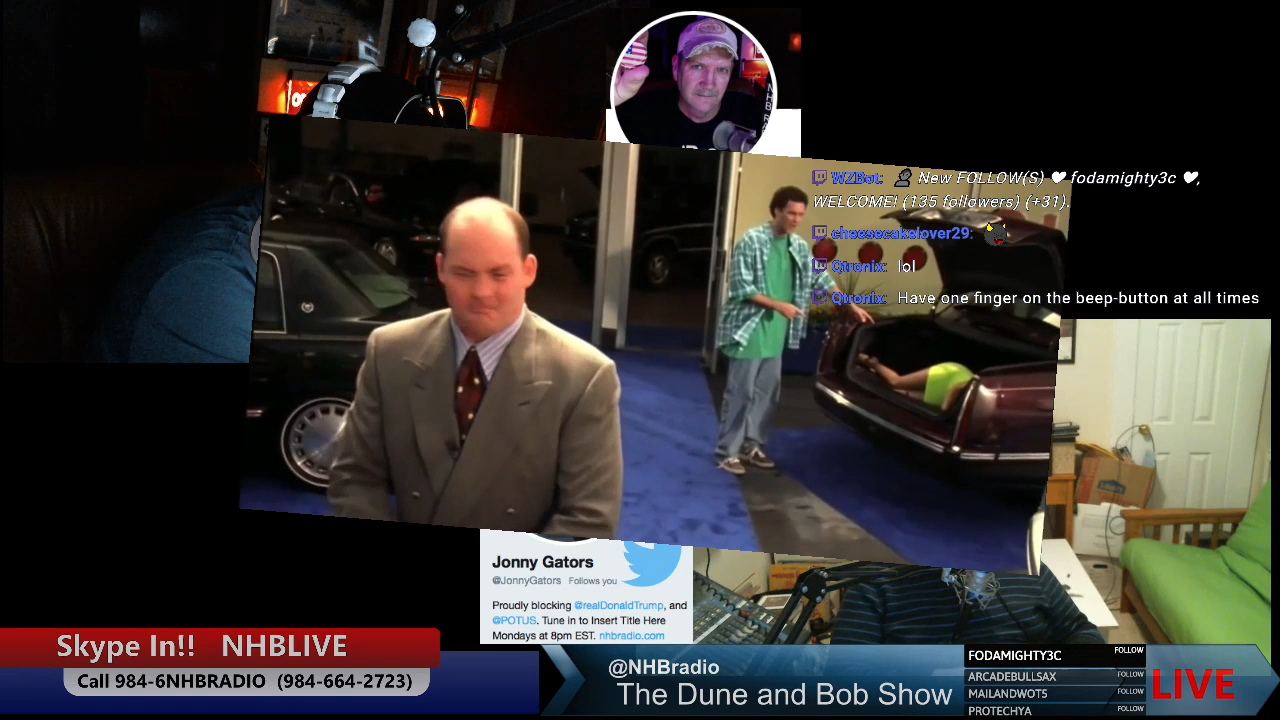 WZBot: New FOLLOW(S) ♥ fodamighty3c ♥,
WELCOME! (135 followers) (+31).
cheesecakelover29:
Qtronix: lol
Qtronix: Have one finger on the beep-button at all times
NHB
Jonny Gators
@JonnyGators Follows you
Proudly blocking @realDonaldTrump, and
@POTUS. Tune in to Insert Title Here
Mondays at 8pm EST. nhbradio.com
Skype In!! NHBLIVE
Call 984-6NHBRADIO (984-664-2723)
@NHBradio
The Dune and Bob Show
FODAMIGHTY3C FOLLOW
ARCADEBULLSAX FOLLOW
MAILANDWOTS FOLLOW
PROTECHYA FOLLOW
LIVE